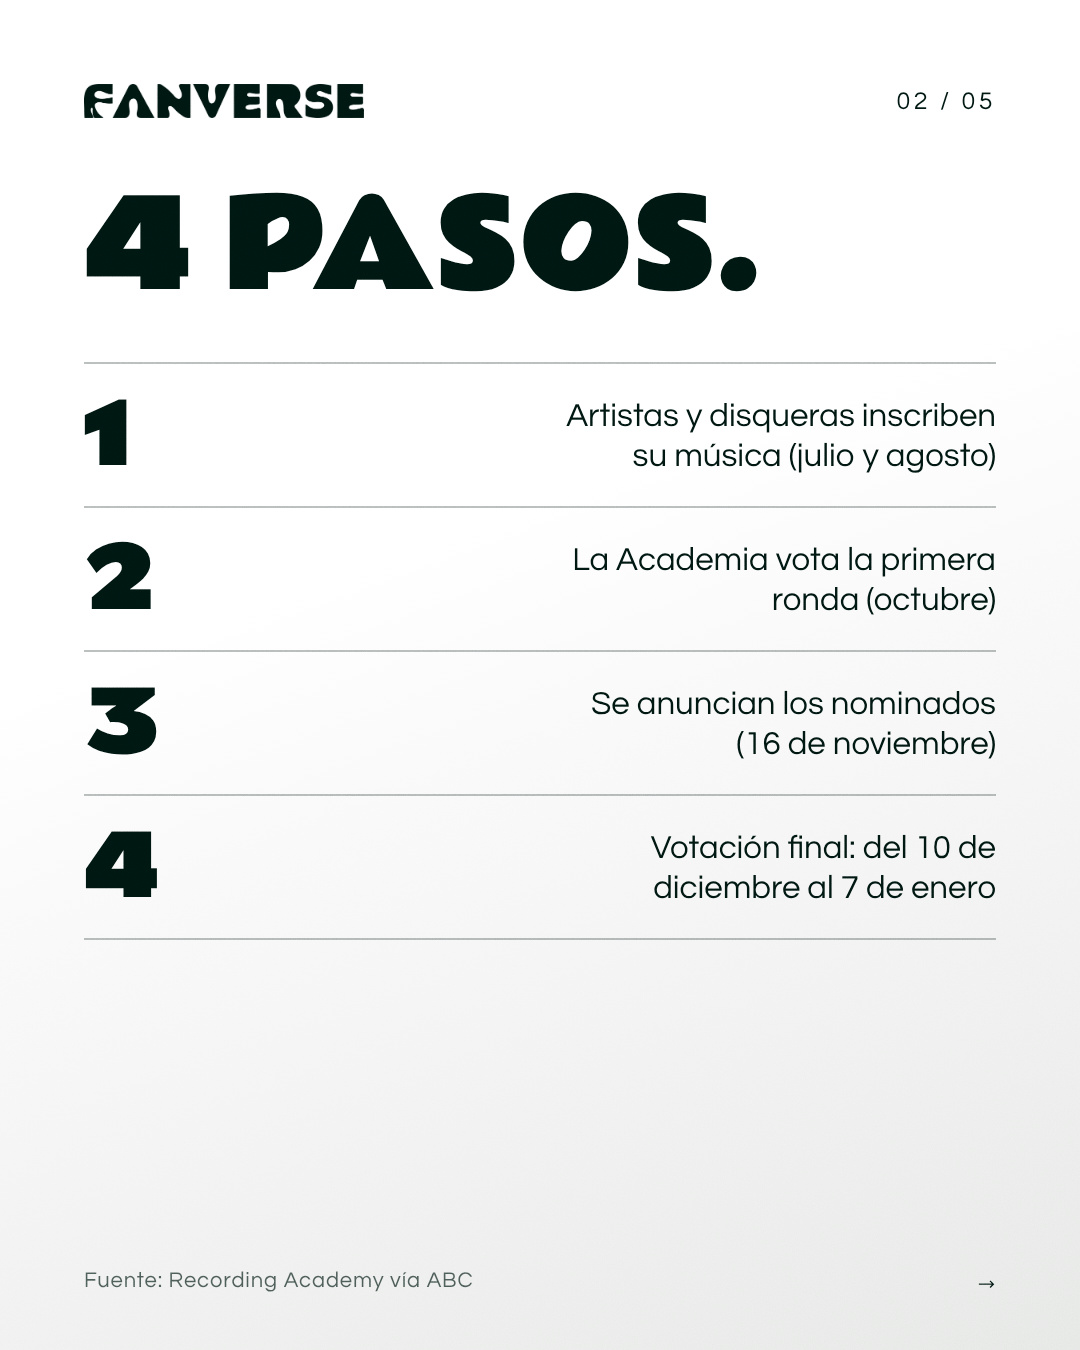 FANVERSE
02 / 05
4 PASOS.
1
Artistas y disqueras inscriben
su música (julio y agosto)
2
La Academia vota la primera
ronda (octubre)
3
Se anuncian los nominados
(16 de noviembre)
4
Votación final: del 10 de
diciembre al 7 de enero
Fuente: Recording Academy vía ABC
→